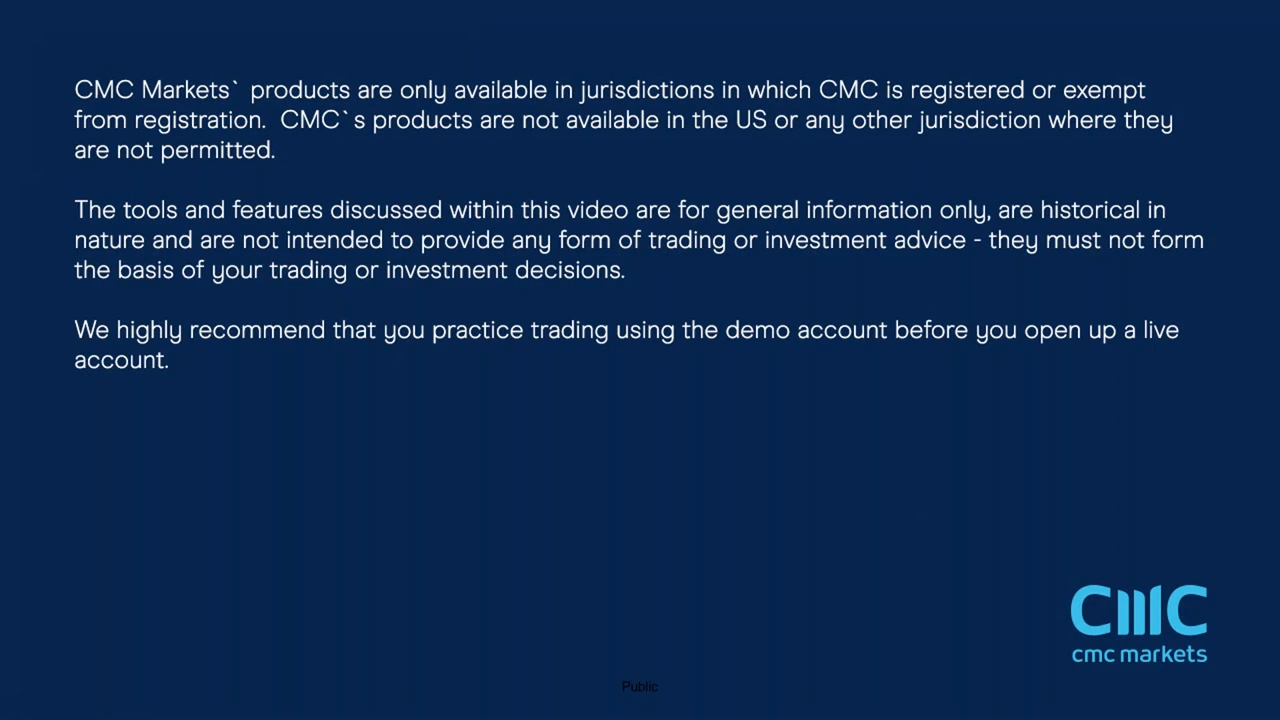 CMC Markets` products are only available in jurisdictions in which CMC is registered or exempt
from registration.  CMC`s products are not available in the US or any other jurisdiction where they
are not permitted.
The tools and features discussed within this video are for general information only, are historical in
nature and are not intended to provide any form of trading or investment advice - they must not form
the basis of your trading or investment decisions.
We highly recommend that you practice trading using the demo account before you open up a live
account.
CMC
cmc markets
Public